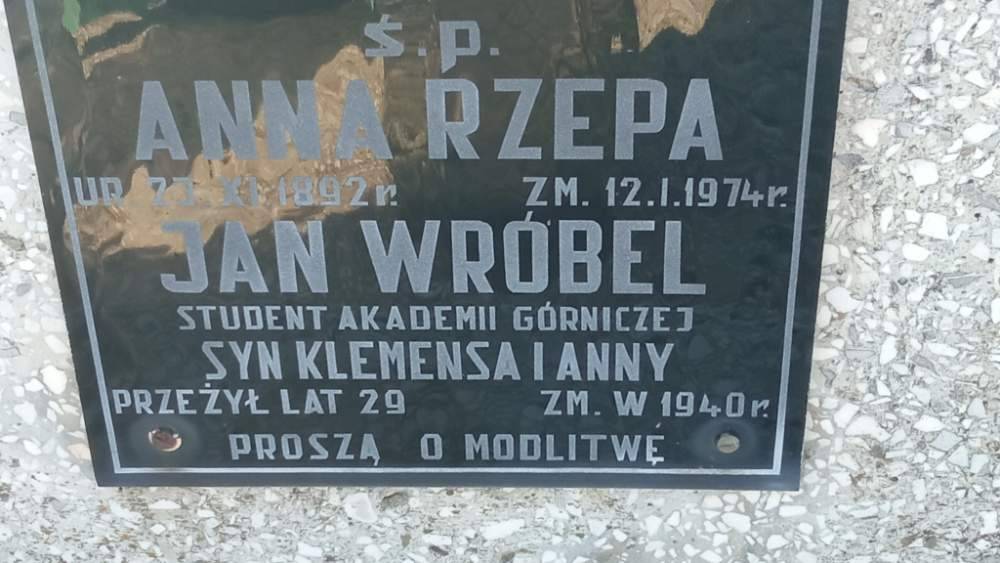 Ś.P.
ANNA RZEPA
UR. 23. XI 1892r. ZM. 12.I.1974r.
JAN WRÓBEL
STUDENT AKADEMII GÓRNICZEJ
SYN KLEMENSA I ANNY
PRZEŻYŁ LAT 29 ZM. W 1940r.
PROSZĄ O MODLITWĘ